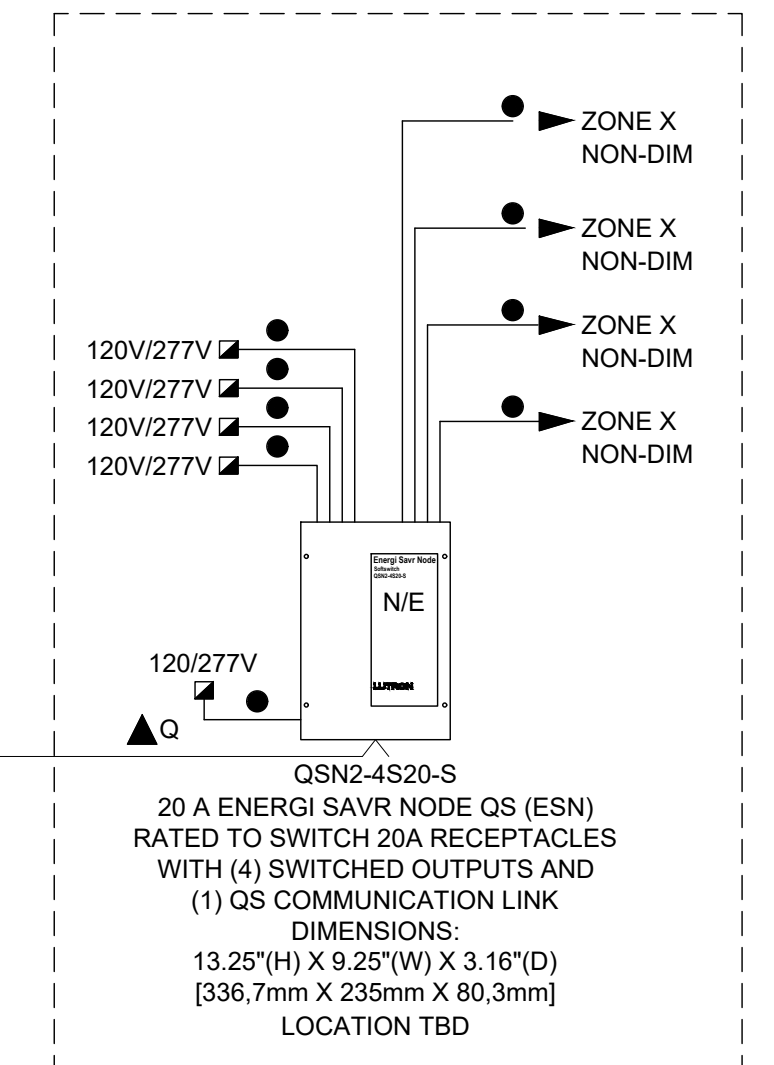 ZONE X
NON-DIM
ZONE X
NON-DIM
ZONE X
NON-DIM
ZONE X
NON-DIM
120V/277V
120V/277V
120V/277V
120V/277V
Energi Savr Node
Softswitch
QSN2-4S20-S
N/E
LUTRON
120/277V
Q
QSN2-4S20-S
20 A ENERGI SAVR NODE QS (ESN)
RATED TO SWITCH 20A RECEPTACLES
WITH (4) SWITCHED OUTPUTS AND
(1) QS COMMUNICATION LINK
DIMENSIONS:
13.25"(H) X 9.25"(W) X 3.16"(D)
[336,7mm X 235mm X 80,3mm]
LOCATION TBD